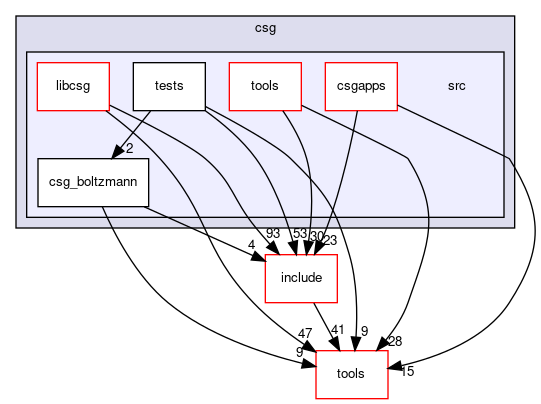 csg
libcsg
tests
tools
csgapps
src
2
csg_boltzmann
4
93
53
30
23
include
47
9
41
9
28
15
tools